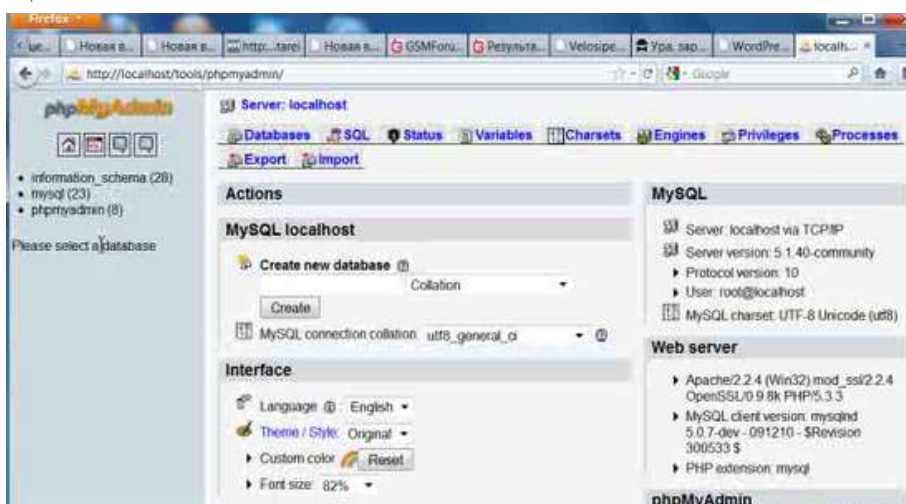 Firefox
Новая в...
Новая в...
http:...tarei
Новая в...
GSMForu...
Результа...
Velosipe...
Ура, зар...
WordPre...
localh...
http://localhost/tools/phpmyadmin/
Google
phpMyAdmin
information_schema (28)
mysql (23)
phpmyadmin (8)
Please select a database
Server: localhost
Databases SQL Status Variables Charsets Engines Privileges Processes
Export Import
Actions
MySQL localhost
Create new database
Collation
Create
MySQL connection collation: utf8_general_ci
Interface
Language : English
Theme / Style: Original
Custom color Reset
Font size: 82%
MySQL
Server: localhost via TCP/IP
Server version: 5.1.40-community
Protocol version: 10
User: root@localhost
MySQL charset: UTF-8 Unicode (utf8)
Web server
Apache/2.2.4 (Win32) mod_ssl/2.2.4
OpenSSL/0.9.8k PHP/5.3.3
MySQL client version: mysqlnd
5.0.7-dev - 091210 - $Revision:
300533 $
PHP extension: mysql
phpMyAdmin